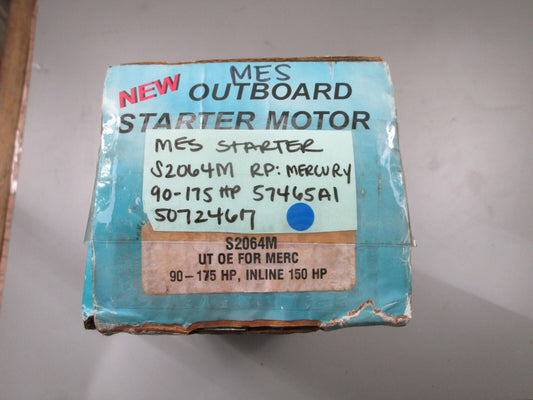 MES
NEW OUTBOARD
STARTER MOTOR
MES STARTER
S2064M RP: MERCURY
90-175 HP 57465A1
5072467
S2064M
UT OE FOR MERC
90-175 HP, INLINE 150 HP